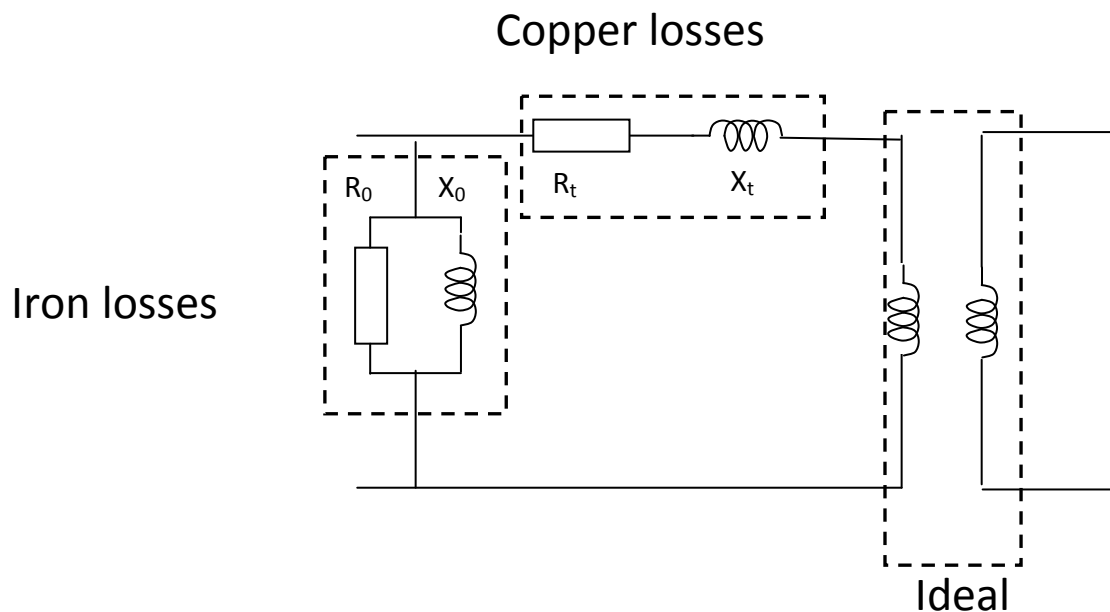 Copper losses
R₀ X₀
Rₜ Xₜ
Iron losses
Ideal